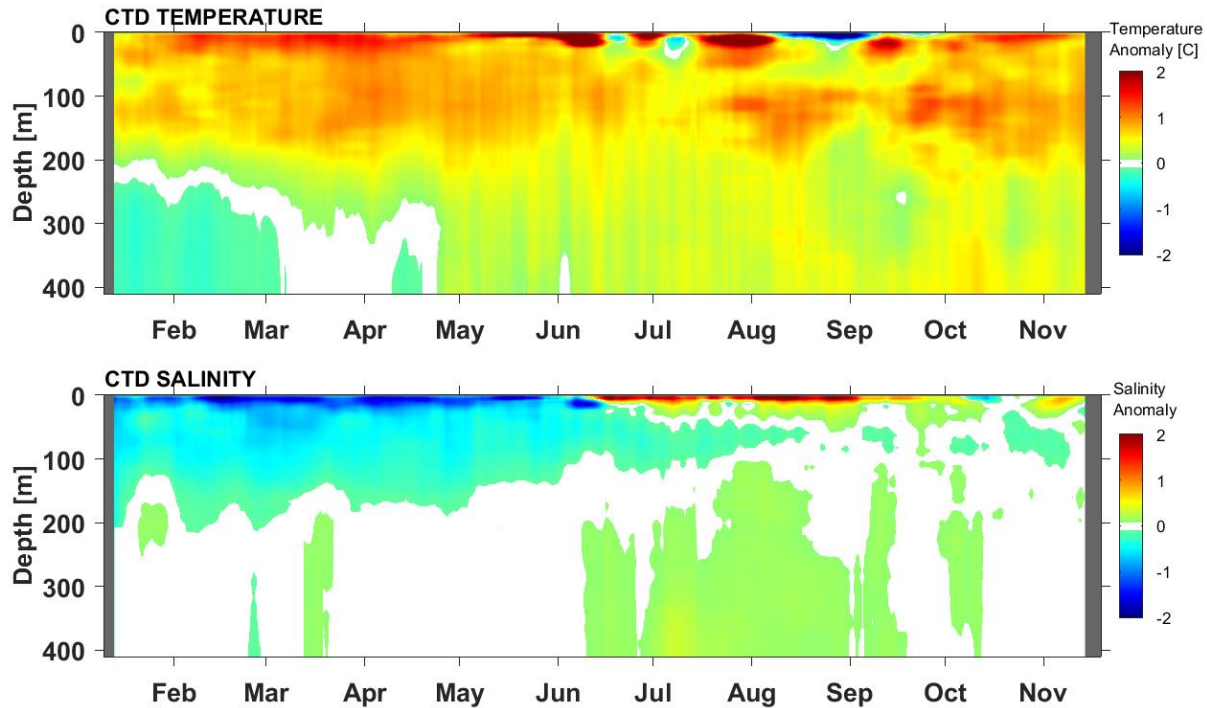 CTD TEMPERATURE
Temperature
Anomaly [C]
Depth [m]
0
100
200
300
400
2
1
0
-1
-2
Feb Mar Apr May Jun Jul Aug Sep Oct Nov
CTD SALINITY
Salinity
Anomaly
Depth [m]
0
100
200
300
400
2
1
0
-1
-2
Feb Mar Apr May Jun Jul Aug Sep Oct Nov